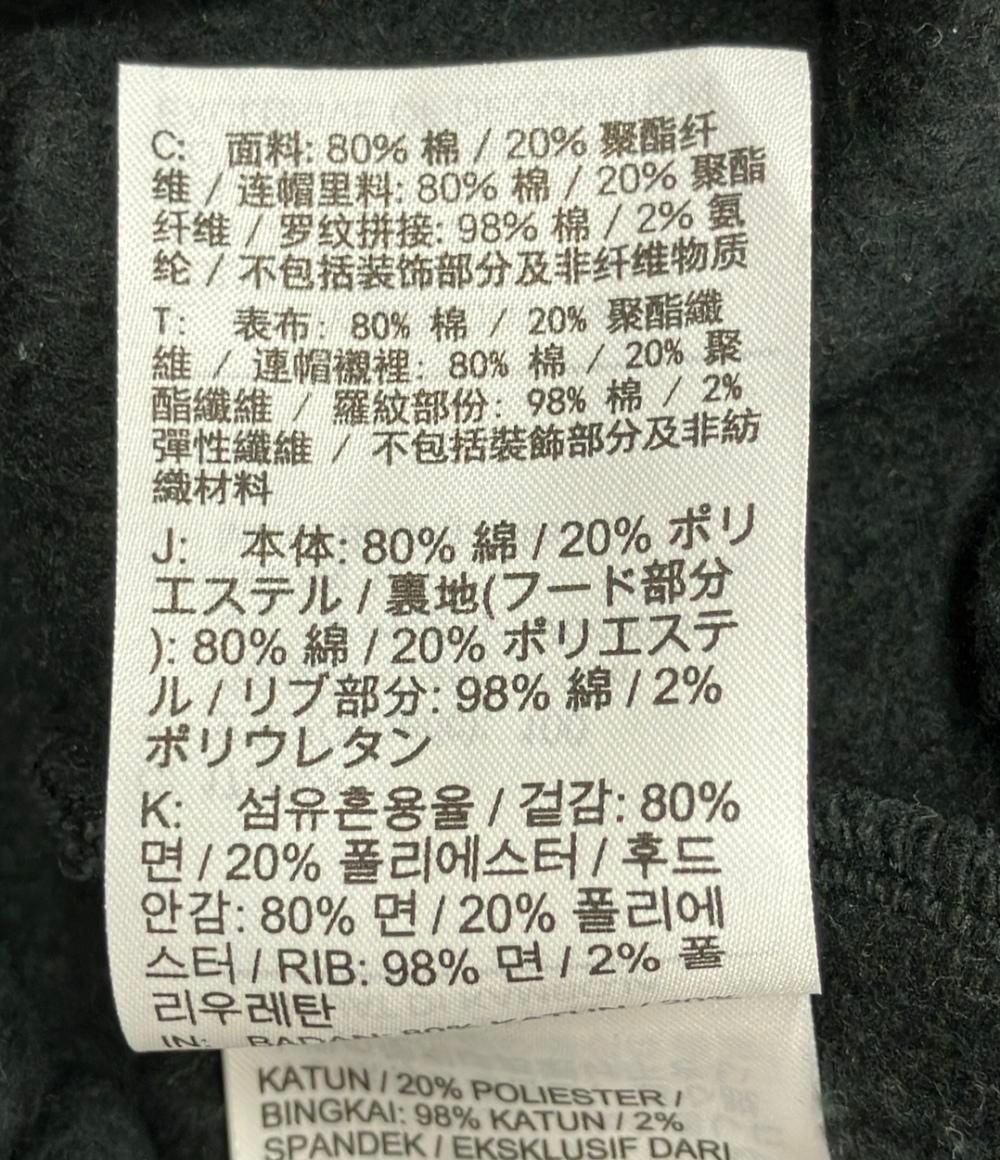 C: 面料: 80% 棉 / 20% 聚酯纤
维 / 连帽里料: 80% 棉 / 20% 聚酯
纤维 / 罗纹拼接: 98% 棉 / 2% 氨
纶 / 不包括装饰部分及非纤维物质
T: 表布: 80% 棉 / 20% 聚酯纖
維 / 連帽襯裡: 80% 棉 / 20% 聚
酯纖維 / 羅紋部份: 98% 棉 / 2%
彈性纖維 / 不包括裝飾部分及非紡
織材料
J: 本体: 80% 綿 / 20% ポリ
エステル / 裏地(フード部分
): 80% 綿 / 20% ポリエステ
ル / リブ部分: 98% 綿 / 2%
ポリウレタン
K: 섬유혼용율 / 겉감: 80%
면 / 20% 폴리에스터 / 후드
안감: 80% 면 / 20% 폴리에
스터 / RIB: 98% 면 / 2% 폴
리우레탄
IN: BADAN: 80% KATUN / 20%
KATUN / 20% POLIESTER /
BINGKAI: 98% KATUN / 2%
SPANDEK / EKSKLUSIF DARI